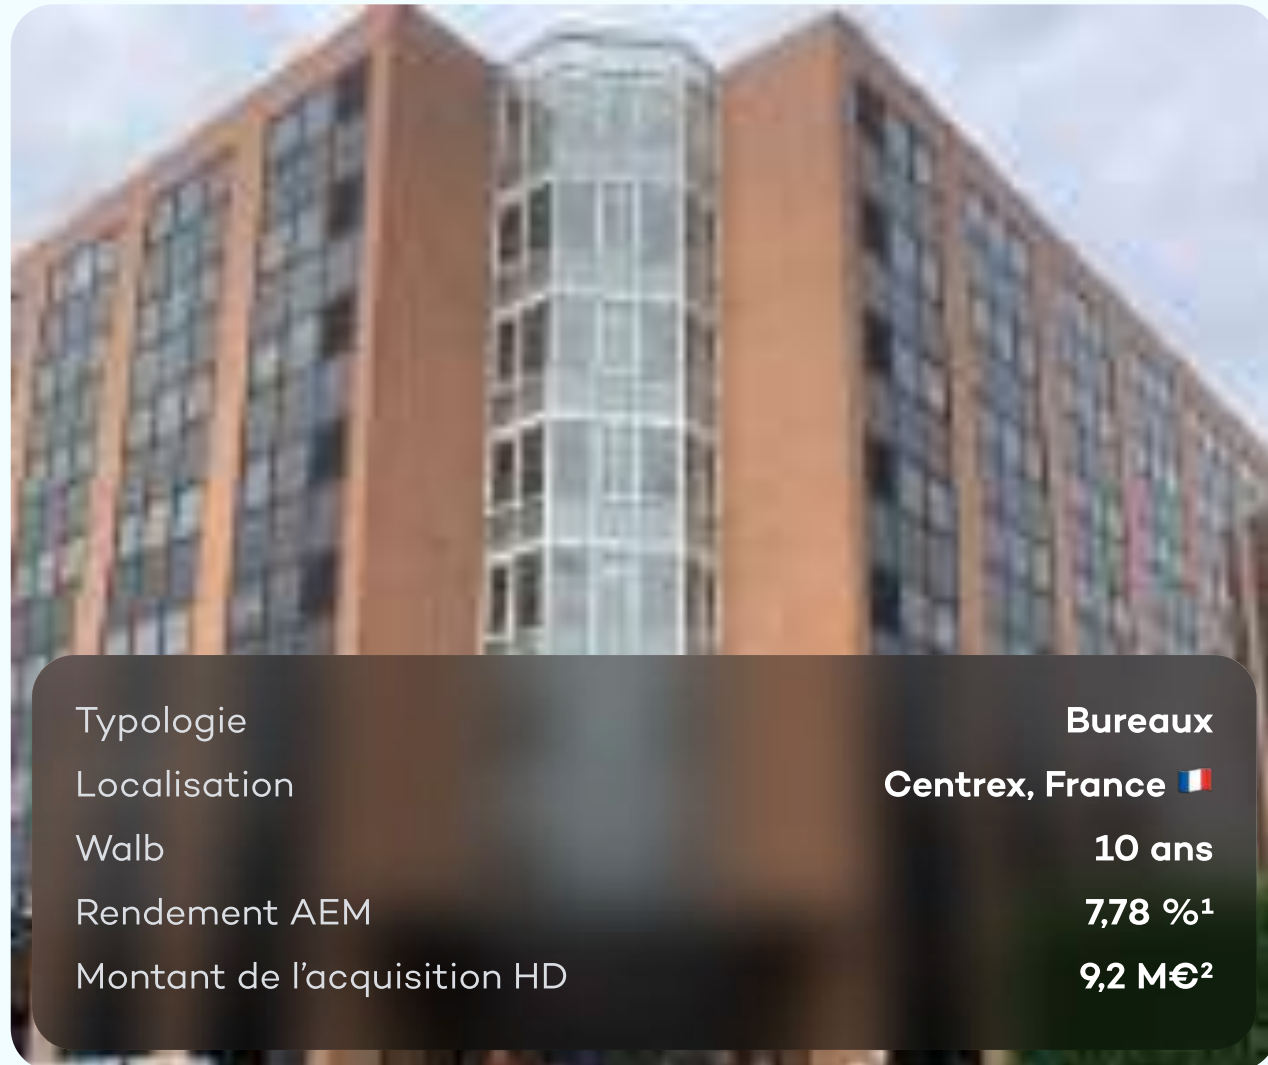 Typologie Bureaux
Localisation Centrex, France 🇫🇷
Walb 10 ans
Rendement AEM 7,78 %¹
Montant de l'acquisition HD 9,2 M€²